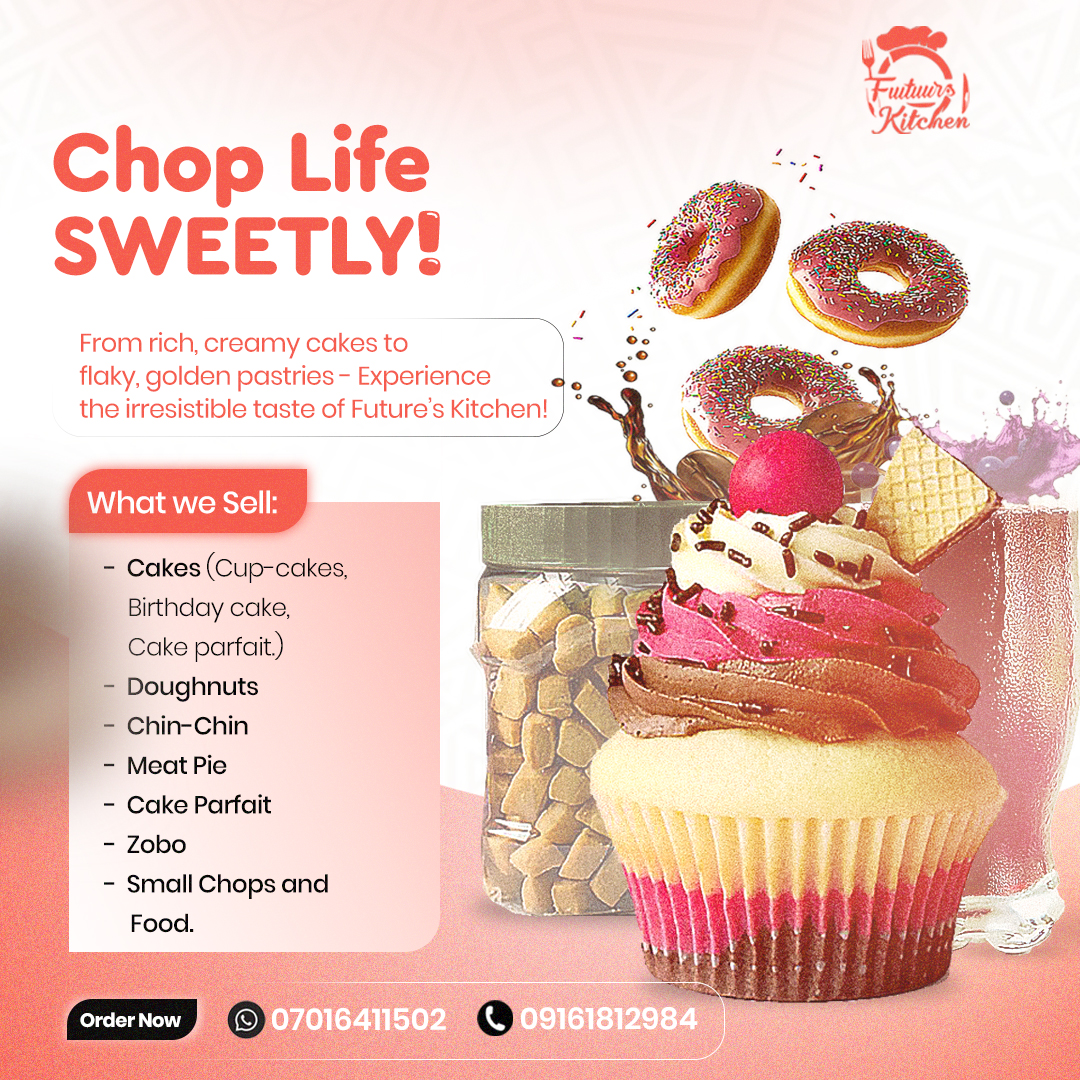 Fuutuurs
Kitchen
Chop Life
SWEETLY!
From rich, creamy cakes to
flaky, golden pastries - Experience
the irresistible taste of Future's Kitchen!
What we Sell:
- Cakes (Cup-cakes,
Birthday cake,
Cake parfait.)
- Doughnuts
- Chin-Chin
- Meat Pie
- Cake Parfait
- Zobo
- Small Chops and
Food.
Order Now 07016411502 09161812984